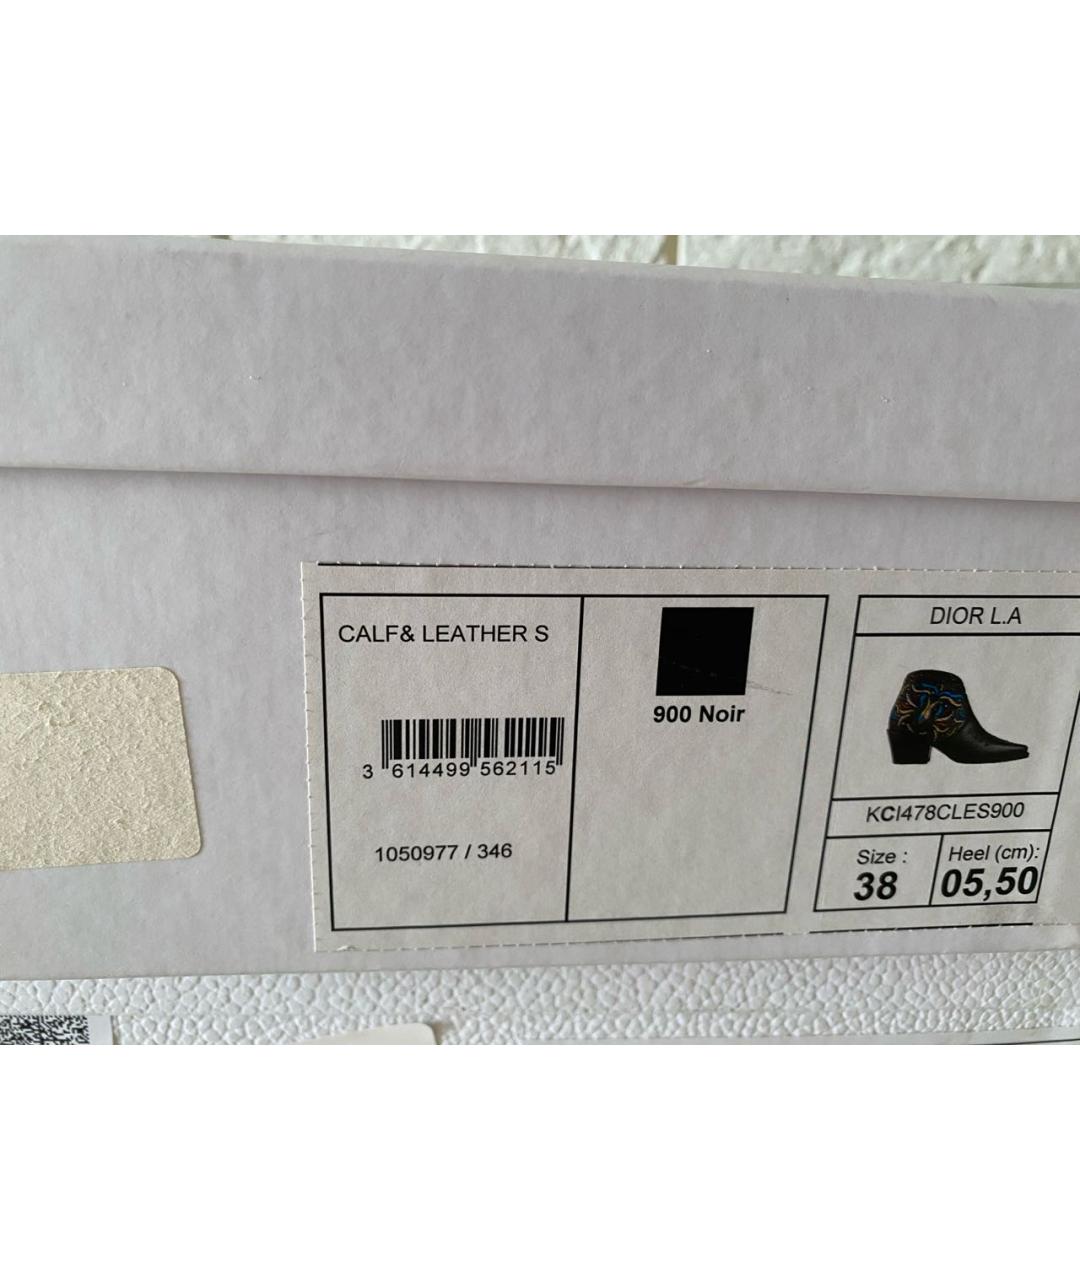 CALF& LEATHER S
3 614499 562115
1050977 / 346
900 Noir
DIOR L.A
KCI478CLES900
Size :
38
Heel (cm):
05,50